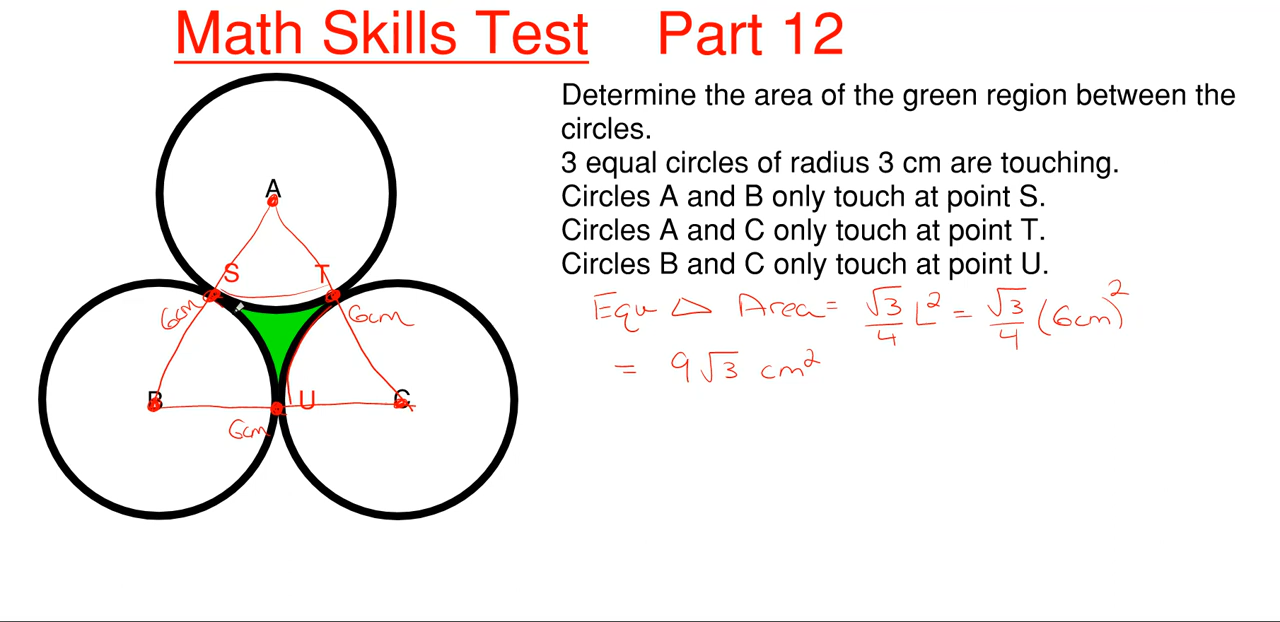 Math Skills Test Part 12
Determine the area of the green region between the
circles.
3 equal circles of radius 3 cm are touching.
Circles A and B only touch at point S.
Circles A and C only touch at point T.
Circles B and C only touch at point U.
Equ △ Area = √3/4 L² = √3/4 (6cm)²
= 9√3 cm²
A
S T
6cm 6cm
B U C
6cm